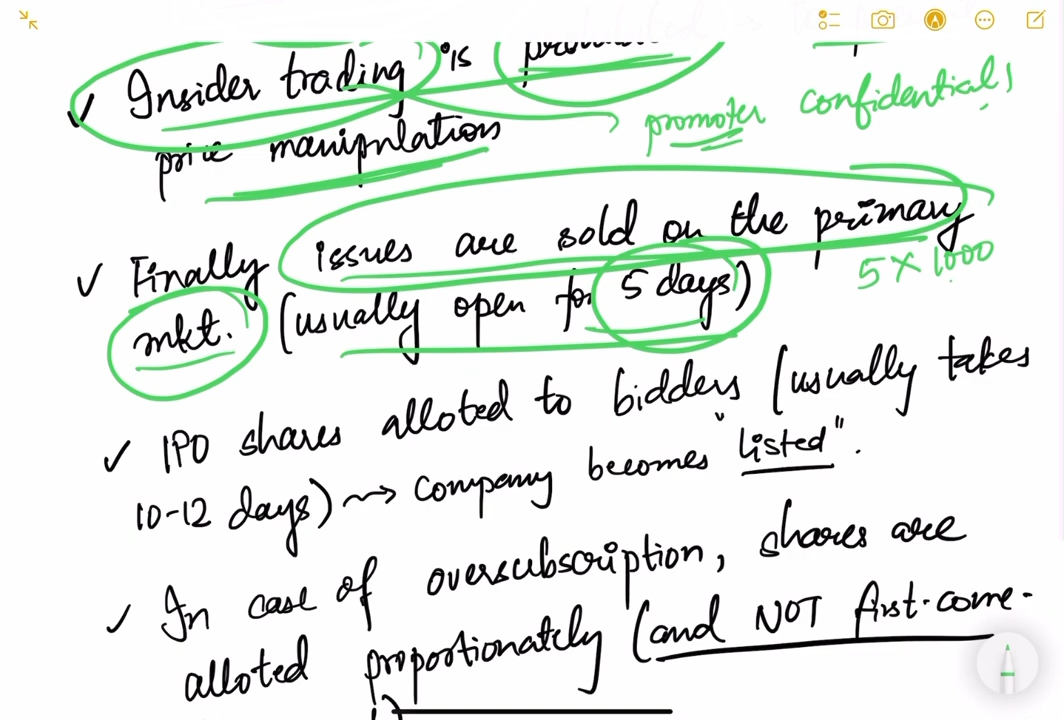 ✓ Insider trading is
promoter confidential
price manipulation
✓ Finally issues are sold on the primary
5 × 1000
mkt. (usually open for 5 days)
✓ IPO shares alloted to bidders (usually takes
10-12 days) ⇝ Company becomes "listed".
✓ In case of oversubscription, shares are
alloted proportionately (and NOT first-come-